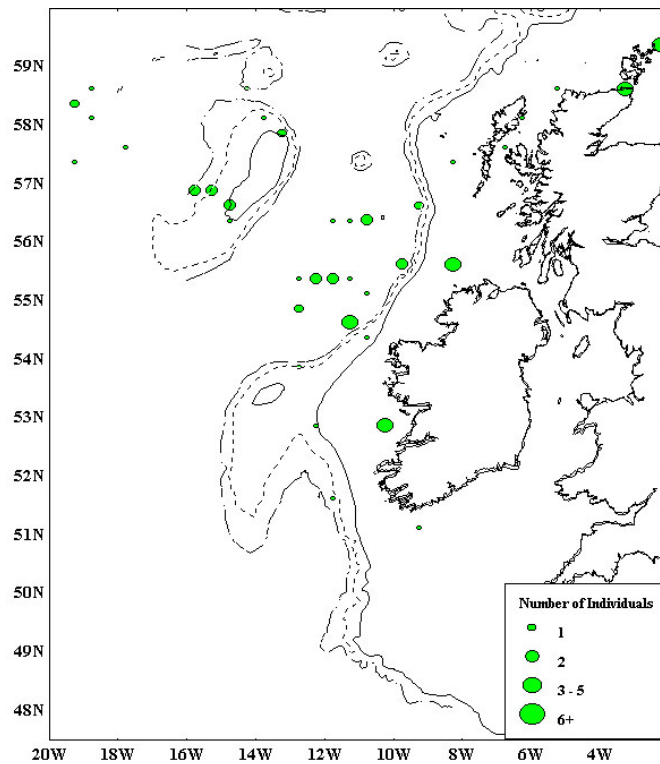 59N
58N
57N
56N
55N
54N
53N
52N
51N
50N
49N
48N
Number of Individuals
1
2
3 - 5
6+
20W 18W 16W 14W 12W 10W 8W 6W 4W